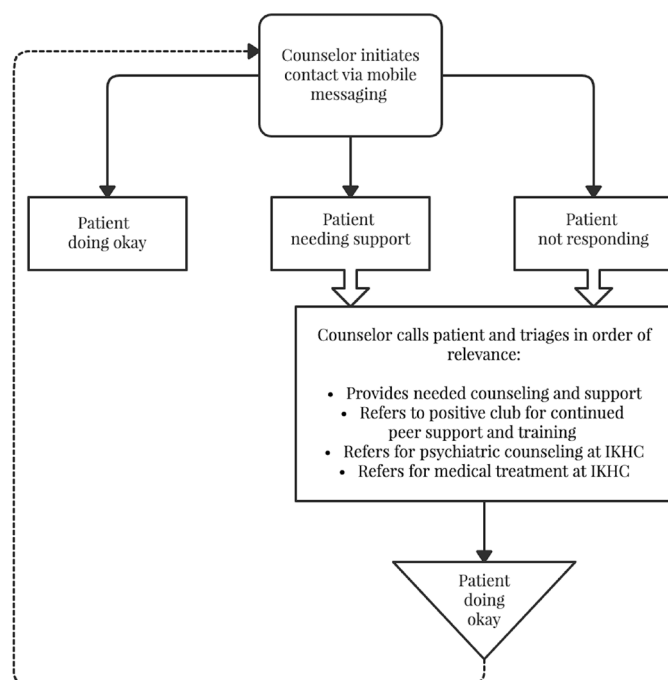 Counselor initiates
contact via mobile
messaging
Patient
doing okay
Patient
needing support
Patient
not responding
Counselor calls patient and triages in order of
relevance:
• Provides needed counseling and support
• Refers to positive club for continued
peer support and training
• Refers for psychiatric counseling at IKHC
• Refers for medical treatment at IKHC
Patient
doing
okay